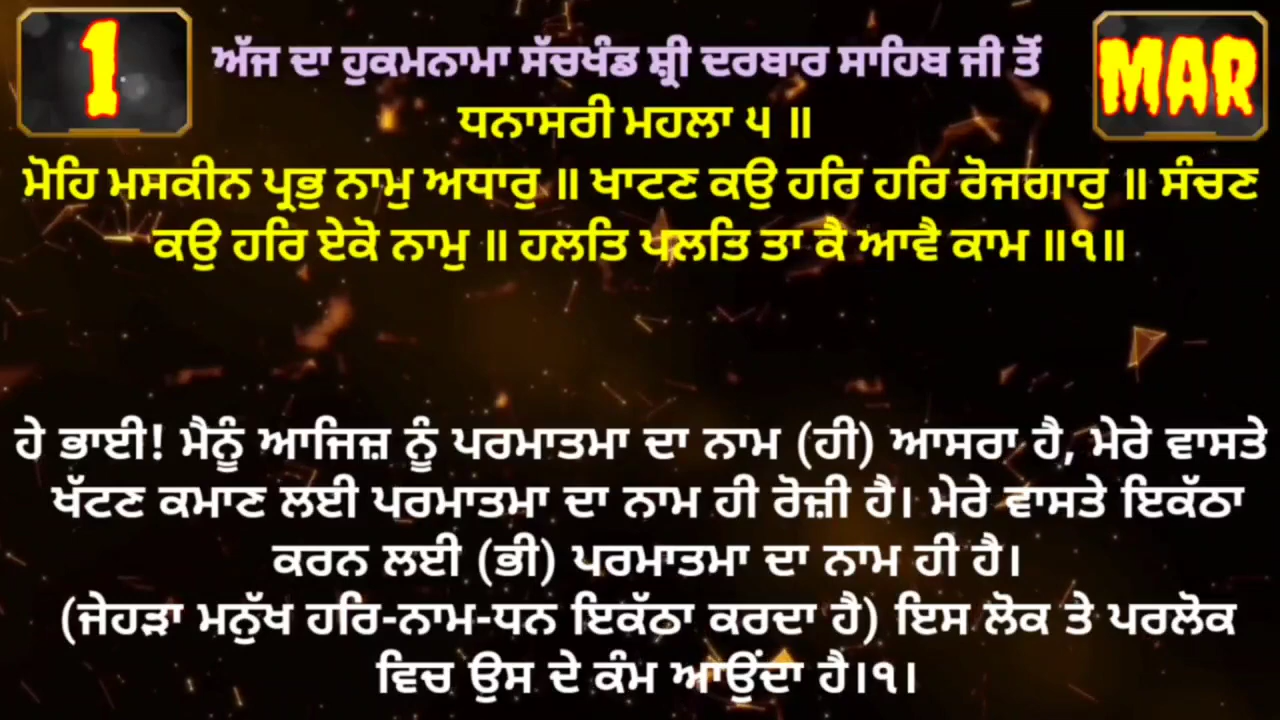 1
MAR
ਅੱਜ ਦਾ ਹੁਕਮਨਾਮਾ ਸੱਚਖੰਡ ਸ਼੍ਰੀ ਦਰਬਾਰ ਸਾਹਿਬ ਜੀ ਤੋਂ
ਧਨਾਸਰੀ ਮਹਲਾ ੫ ॥
ਮੋਹਿ ਮਸਕੀਨ ਪ੍ਰਭੁ ਨਾਮੁ ਅਧਾਰੁ ॥ ਖਾਟਣ ਕਉ ਹਰਿ ਹਰਿ ਰੋਜਗਾਰੁ ॥ ਸੰਚਣ
ਕਉ ਹਰਿ ਏਕੋ ਨਾਮੁ ॥ ਹਲਤਿ ਪਲਤਿ ਤਾ ਕੈ ਆਵੈ ਕਾਮ ॥੧॥
ਹੇ ਭਾਈ! ਮੈਨੂੰ ਆਜਿਜ਼ ਨੂੰ ਪਰਮਾਤਮਾ ਦਾ ਨਾਮ (ਹੀ) ਆਸਰਾ ਹੈ, ਮੇਰੇ ਵਾਸਤੇ
ਖੱਟਣ ਕਮਾਣ ਲਈ ਪਰਮਾਤਮਾ ਦਾ ਨਾਮ ਹੀ ਰੋਜ਼ੀ ਹੈ। ਮੇਰੇ ਵਾਸਤੇ ਇਕੱਠਾ
ਕਰਨ ਲਈ (ਭੀ) ਪਰਮਾਤਮਾ ਦਾ ਨਾਮ ਹੀ ਹੈ।
(ਜੇਹੜਾ ਮਨੁੱਖ ਹਰਿ-ਨਾਮ-ਧਨ ਇਕੱਠਾ ਕਰਦਾ ਹੈ) ਇਸ ਲੋਕ ਤੇ ਪਰਲੋਕ
ਵਿਚ ਉਸ ਦੇ ਕੰਮ ਆਉਂਦਾ ਹੈ।੧।